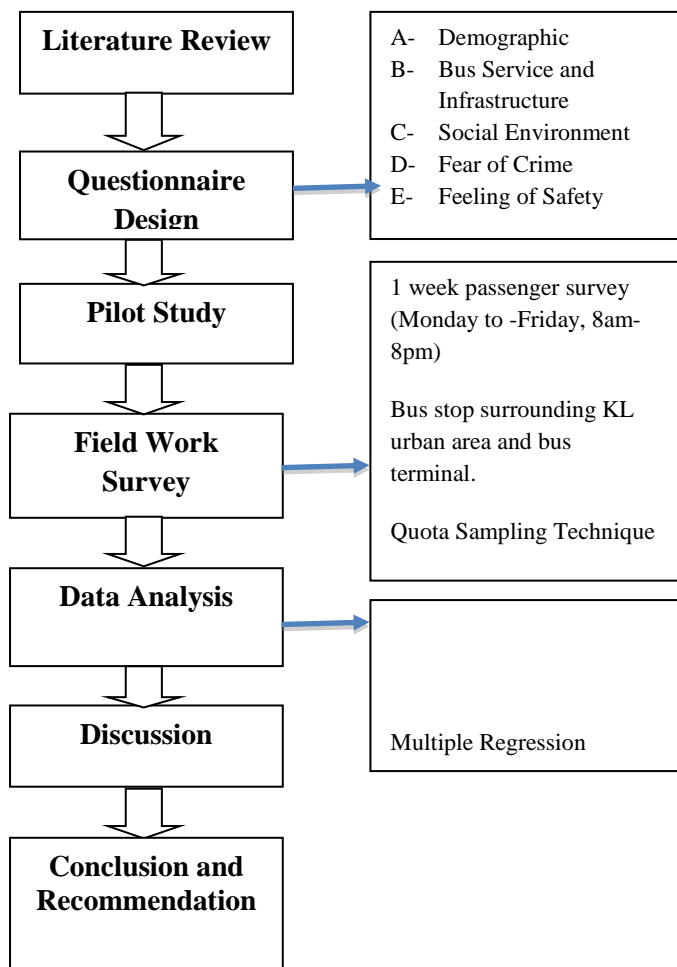 Literature Review
A- Demographic
B- Bus Service and
Infrastructure
C- Social Environment
D- Fear of Crime
E- Feeling of Safety
Questionnaire
Design
Pilot Study
1 week passenger survey
(Monday to -Friday, 8am-
8pm)
Bus stop surrounding KL
urban area and bus
terminal.
Quota Sampling Technique
Field Work
Survey
Data Analysis
Multiple Regression
Discussion
Conclusion and
Recommendation